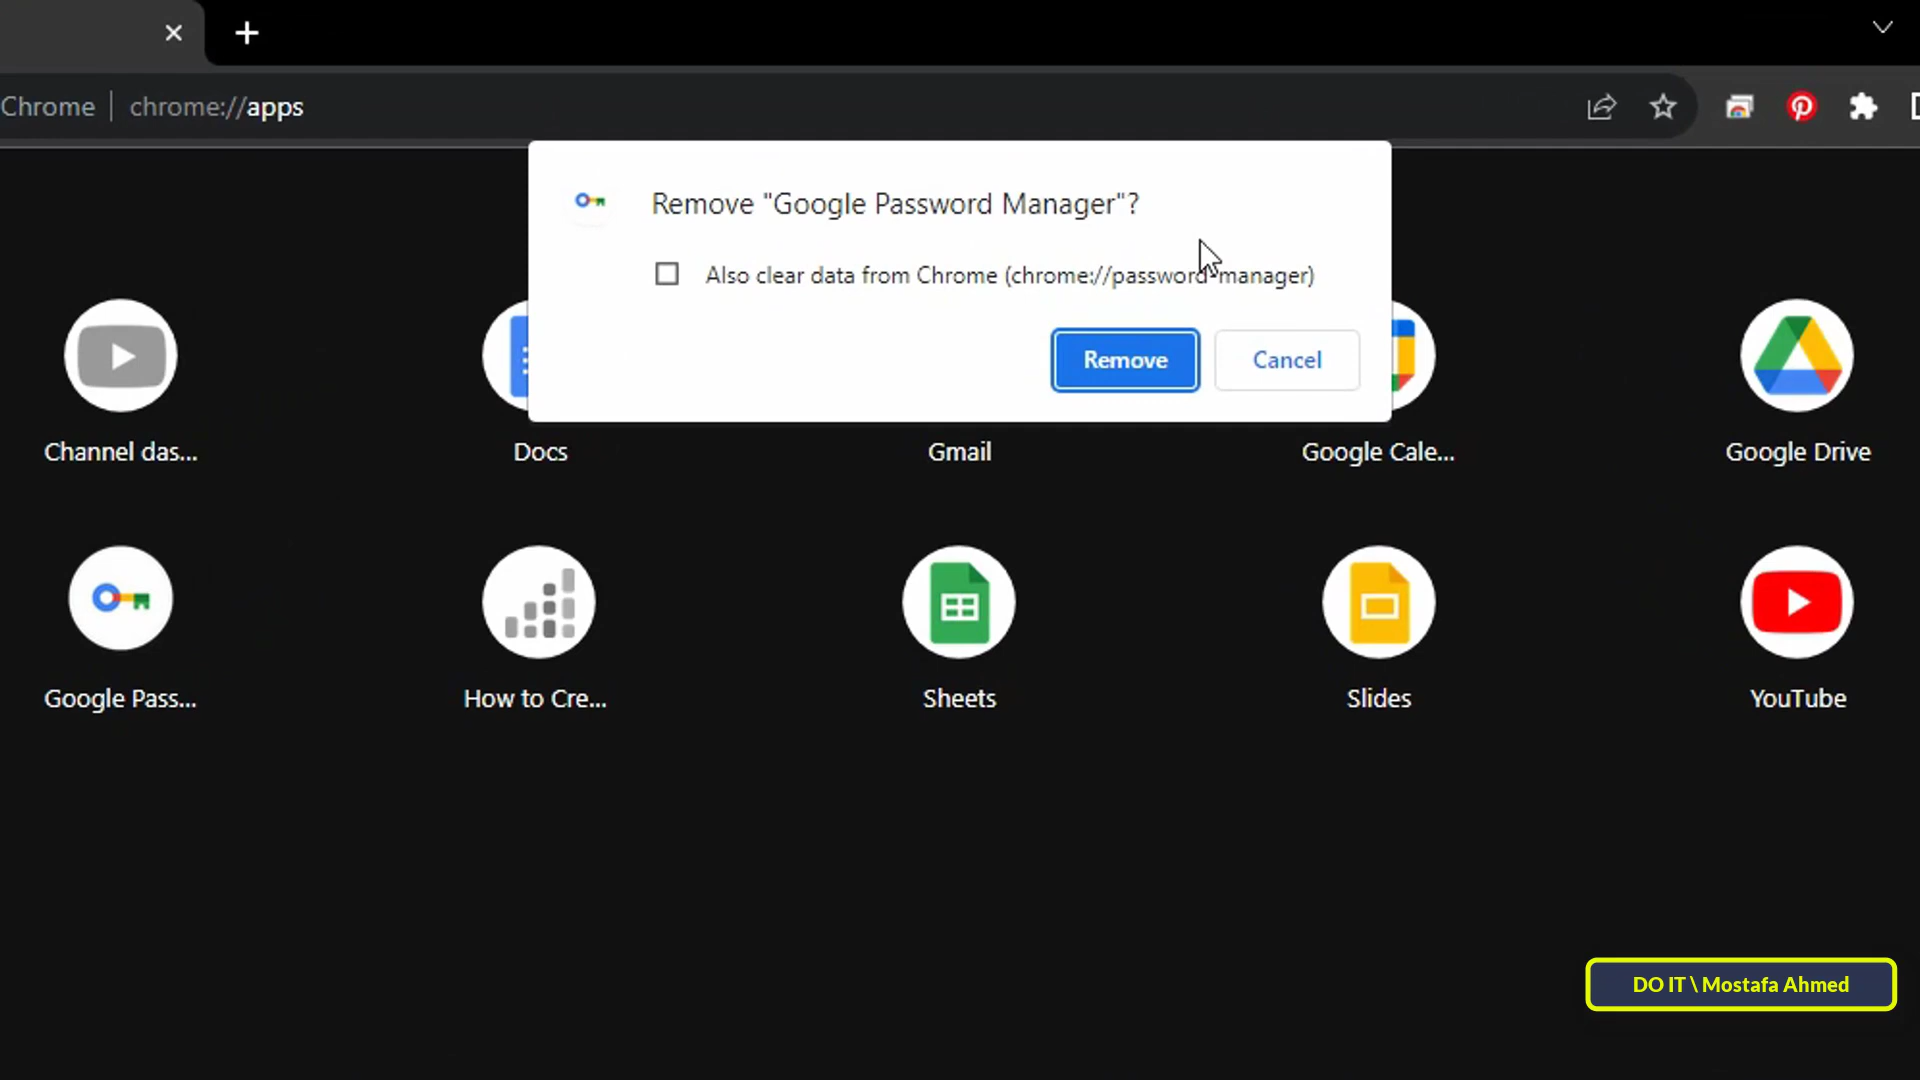 Chrome chrome://apps
Remove "Google Password Manager"?
Also clear data from Chrome (chrome://password-manager)
Remove Cancel
Channel das... Docs Gmail Google Cale... Google Drive
Google Pass... How to Cre... Sheets Slides YouTube
DO IT \ Mostafa Ahmed